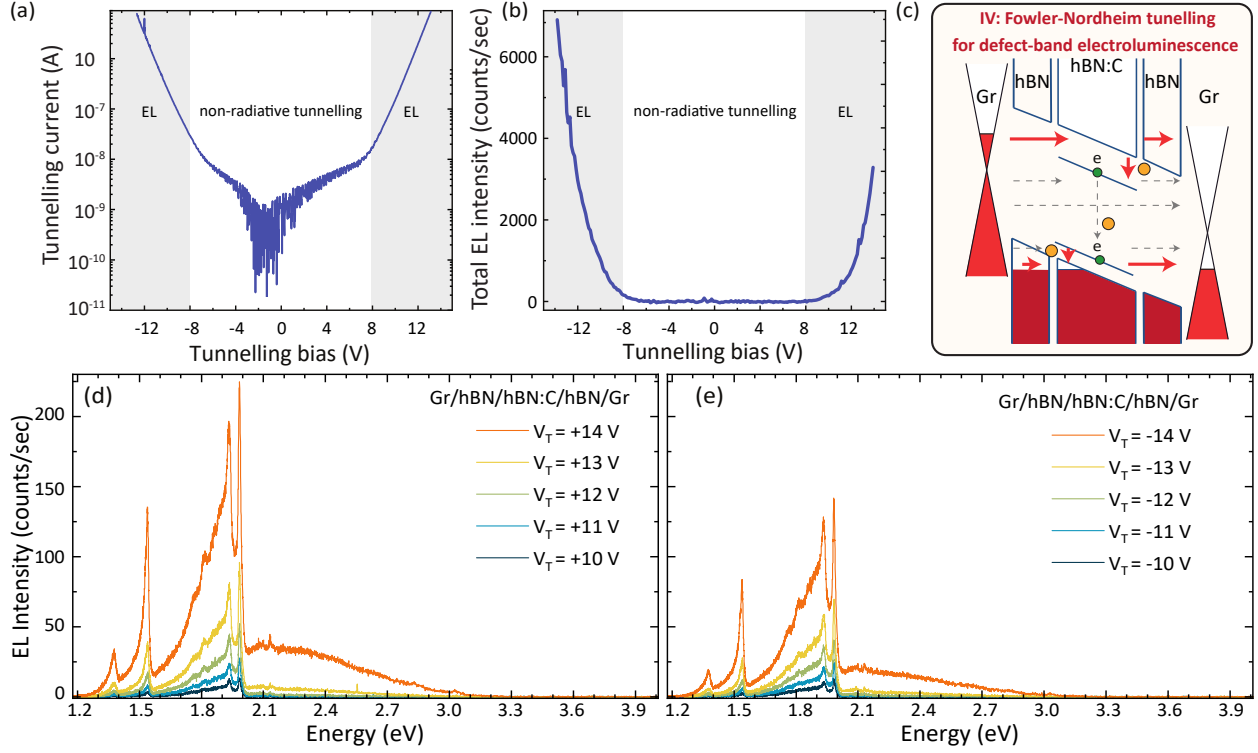 (a)
Tunnelling current (A)
10
10⁻⁷
10⁻⁸
10⁻⁹
10⁻¹⁰
10⁻¹¹
EL
non-radiative tunnelling
EL
-12
-8
-4
0
4
8
12
Tunnelling bias (V)
(b)
Total EL intensity (counts/sec)
6000
4000
2000
0
EL
non-radiative tunnelling
EL
-12
-8
-4
0
4
8
12
Tunnelling bias (V)
(c)
IV: Fowler-Nordheim tunelling
for defect-band electroluminescence
hBN:C
hBN
hBN
Gr
Gr
e
e
(d)
EL Intensity (counts/sec)
200
150
100
50
0
Gr/hBN/hBN:C/hBN/Gr
V_T = +14 V
V_T = +13 V
V_T = +12 V
V_T = +11 V
V_T = +10 V
1.2
1.5
1.8
2.1
2.4
2.7
3.0
3.3
3.6
3.9
Energy (eV)
(e)
Gr/hBN/hBN:C/hBN/Gr
V_T = -14 V
V_T = -13 V
V_T = -12 V
V_T = -11 V
V_T = -10 V
1.2
1.5
1.8
2.1
2.4
2.7
3.0
3.3
3.6
3.9
Energy (eV)